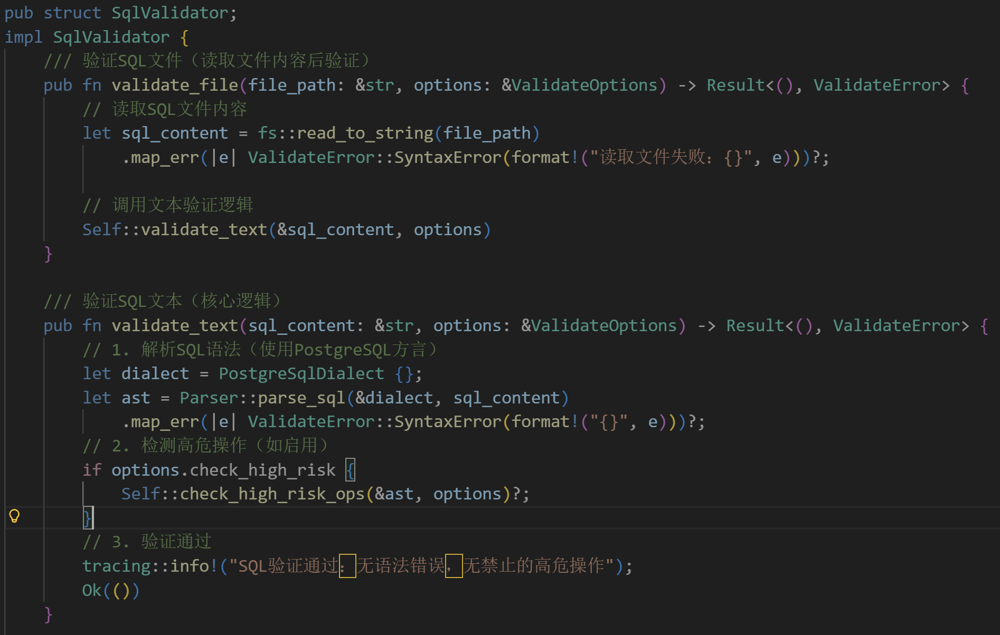 pub struct SqlValidator;
impl SqlValidator {
    /// 验证SQL文件（读取文件内容后验证）
    pub fn validate_file(file_path: &str, options: &ValidateOptions) -> Result<(), ValidateError> {
        // 读取SQL文件内容
        let sql_content = fs::read_to_string(file_path)
            .map_err(|e| ValidateError::SyntaxError(format!("读取文件失败：{}", e)))?;

        // 调用文本验证逻辑
        Self::validate_text(&sql_content, options)
    }

    /// 验证SQL文本（核心逻辑）
    pub fn validate_text(sql_content: &str, options: &ValidateOptions) -> Result<(), ValidateError> {
        // 1. 解析SQL语法（使用PostgreSQL方言）
        let dialect = PostgreSqlDialect {};
        let ast = Parser::parse_sql(&dialect, sql_content)
            .map_err(|e| ValidateError::SyntaxError(format!("{}", e)))?;
        // 2. 检测高危操作（如启用）
        if options.check_high_risk {
            Self::check_high_risk_ops(&ast, options)?;
        }
        // 3. 验证通过
        tracing::info!("SQL验证通过：无语法错误，无禁止的高危操作");
        Ok(())
    }